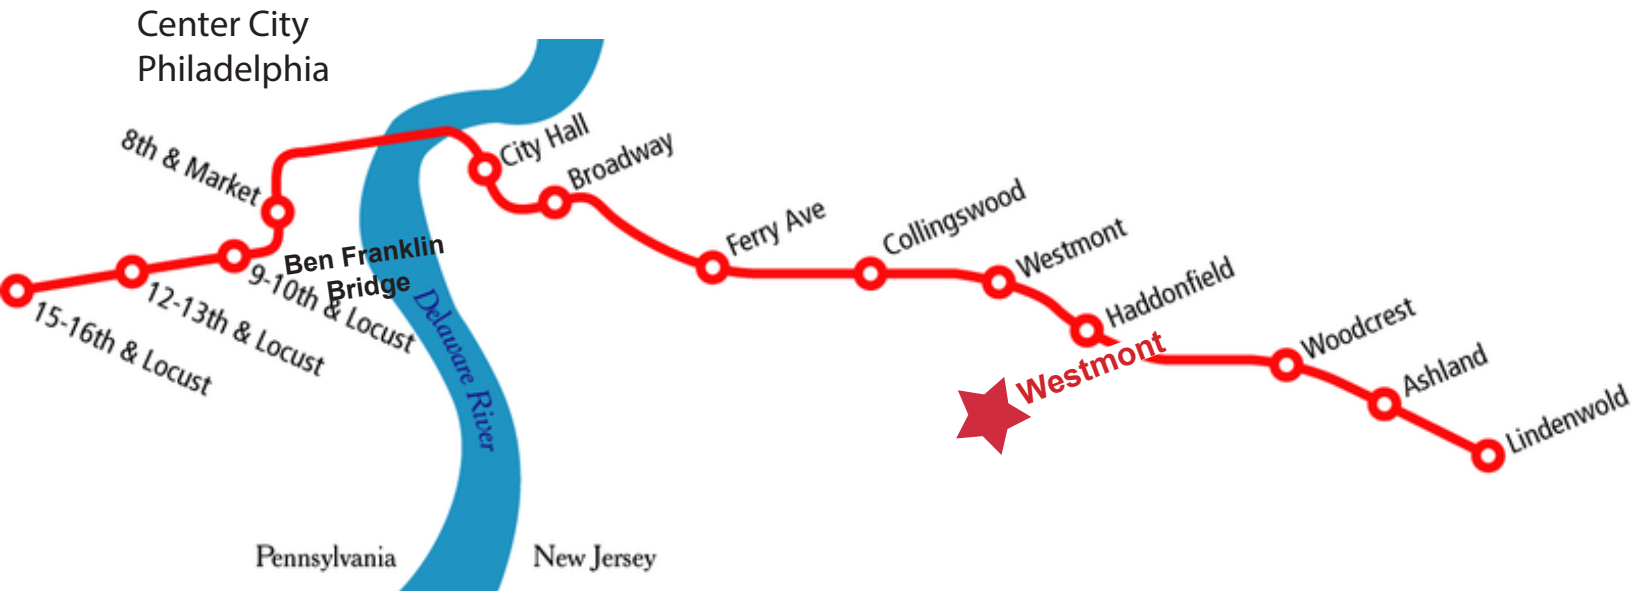 Center City
Philadelphia
8th & Market
City Hall
Broadway
Ferry Ave
Collingswood
Westmont
Haddonfield
Woodcrest
Ashland
Lindenwold
Ben Franklin
Bridge
9-10th & Locust
12-13th & Locust
15-16th & Locust
Delaware River
Westmont
Pennsylvania
New Jersey